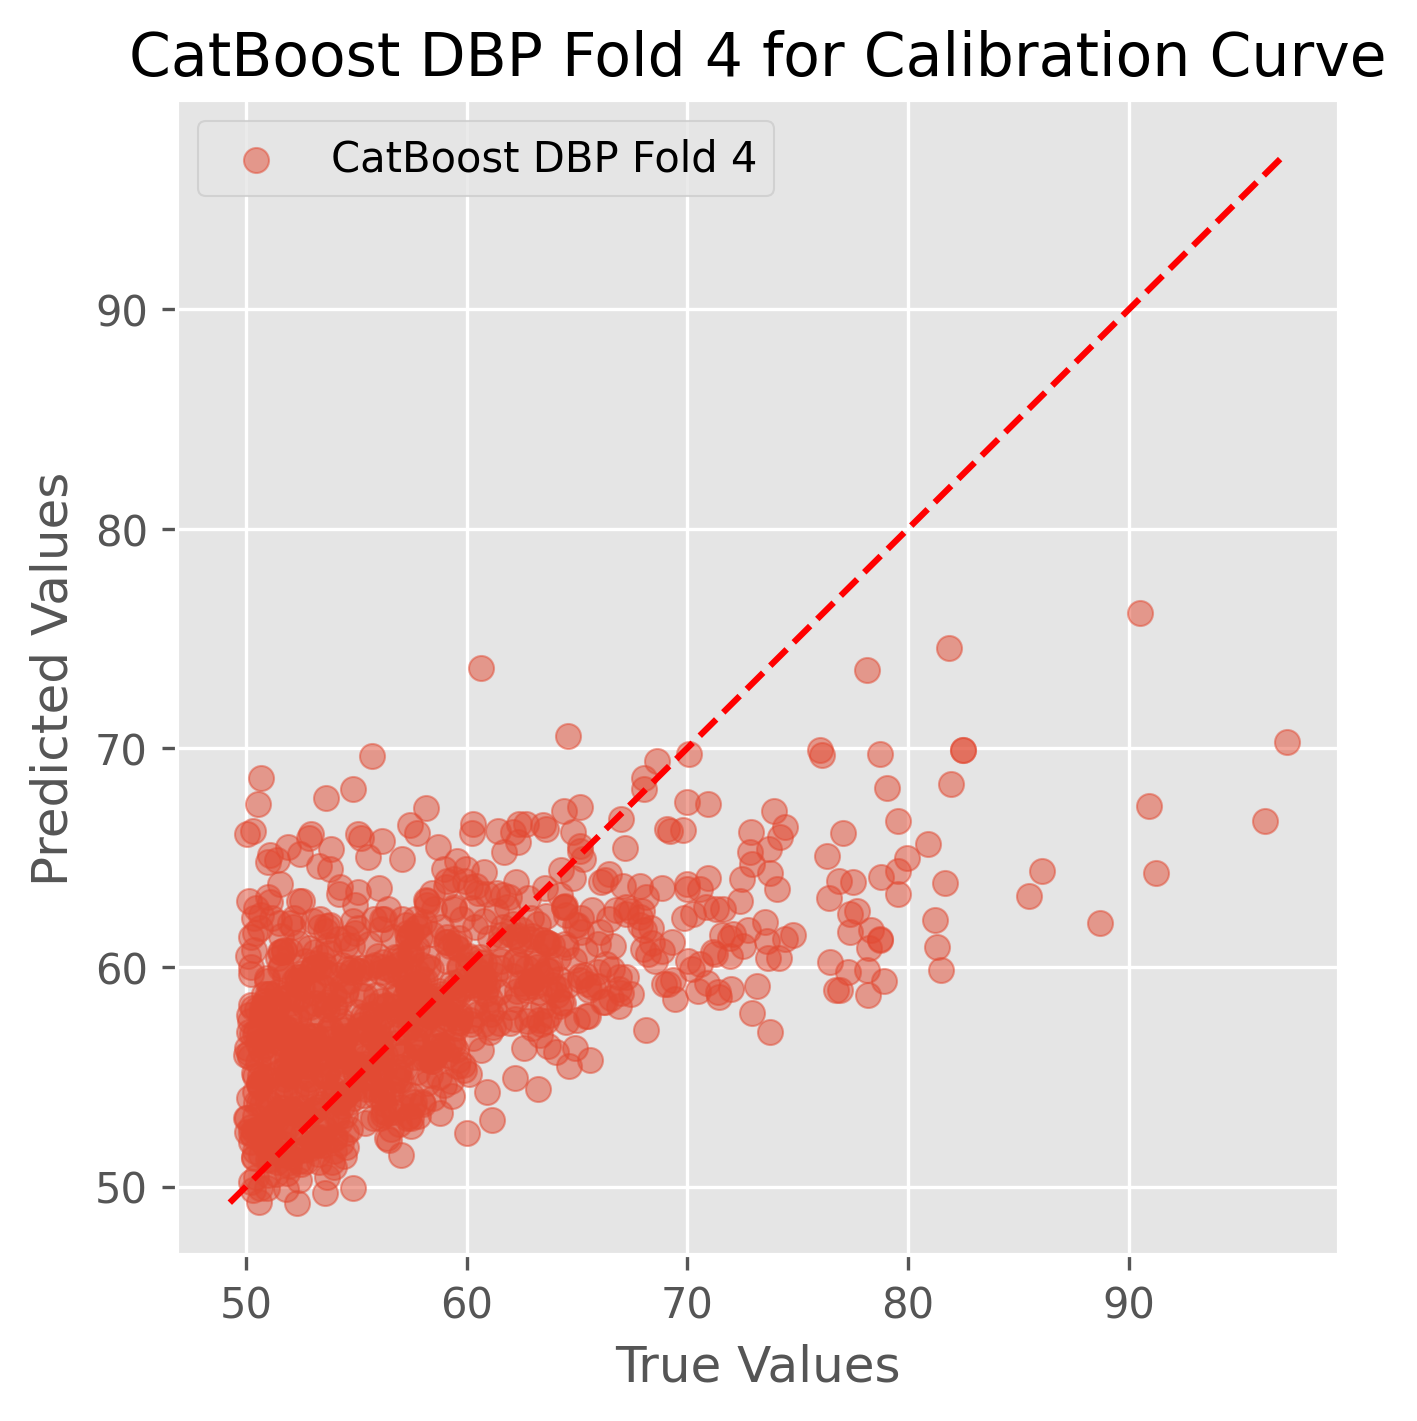 CatBoost DBP Fold 4 for Calibration Curve
CatBoost DBP Fold 4
90
80
70
60
50
Predicted Values
50 60 70 80 90
True Values